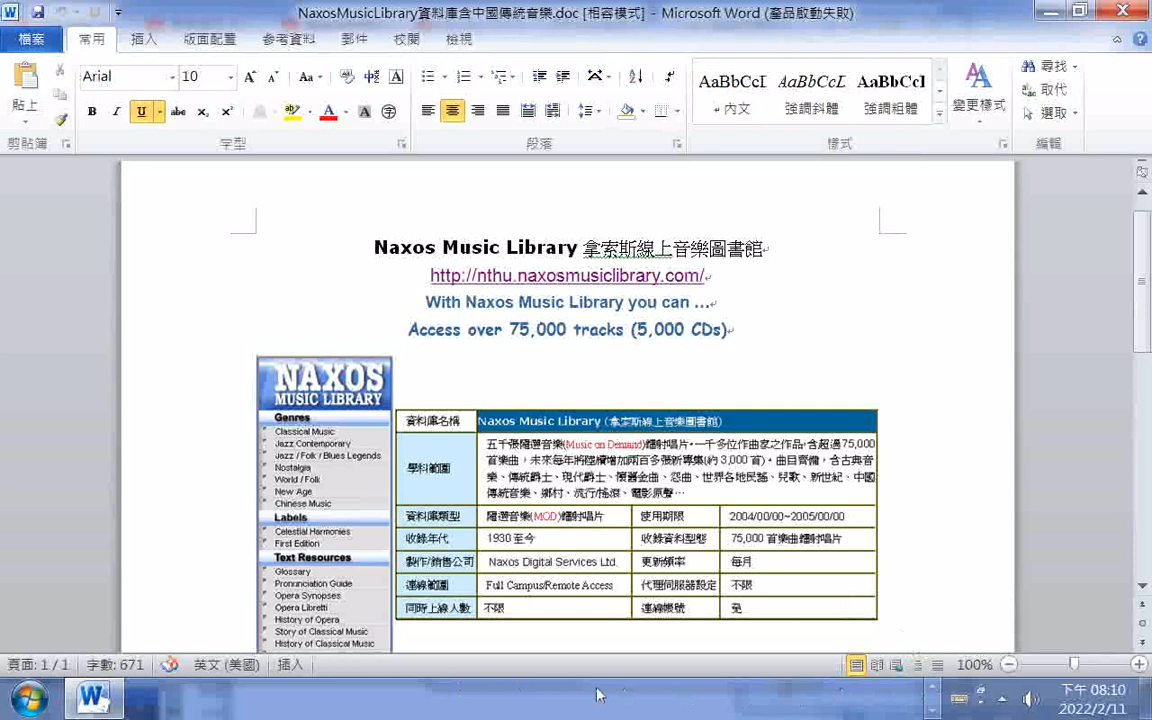 NaxosMusicLibrary資料庫含中國傳統音樂.doc [相容模式] - Microsoft Word (產品啟動失敗)
檔案 常用 插入 版面配置 參考資料 郵件 校閱 檢視
Arial 10
AaBbCcI AaBbCcL AaBbCcI
貼上 內文 強調斜體 強調粗體 變更樣式 尋找 取代 選取
剪貼簿 字型 段落 樣式 編輯
Naxos Music Library 拿索斯線上音樂圖書館
http://nthu.naxosmusiclibrary.com/
With Naxos Music Library you can …
Access over 75,000 tracks (5,000 CDs)
NAXOS
MUSIC LIBRARY
Genres
Classical Music
Jazz Contemporary
Jazz / Folk / Blues Legends
Nostalgia
World / Folk
New Age
Chinese Music
Labels
Celestial Harmonies
First Edition
Text Resources
Glossary
Pronunciation Guide
Opera Synopses
Opera Libretti
History of Opera
Story of Classical Music
History of Classical Music
資料庫名稱 Naxos Music Library (拿索斯線上音樂圖書館)
學科範圍 五千張隨選音樂(Music on Demand)鐳射唱片，一千多位作曲家之作品，含超過75,000
首樂曲，未來每年將陸續增加兩百多張新專集(約 3,000 首)。曲目齊備，含古典音
樂、傳統爵士、現代爵士、懷舊金曲、怨曲、世界各地民謠、兒歌、新世紀、中國
傳統音樂、鄉村、流行/搖滾、電影原聲…
資料庫類型 隨選音樂(MOD)鐳射唱片 使用期限 2004/00/00~2005/00/00
收錄年代 1930 至今 收錄資料型態 75,000 首樂曲鐳射唱片
製作/銷售公司 Naxos Digital Services Ltd. 更新頻率 每月
連線範圍 Full Campus/Remote Access 代理伺服器設定 不限
同時上線人數 不限 連線帳號 免
頁面: 1 / 1 字數: 671 英文 (美國) 插入 100%
下午 08:10
2022/2/11